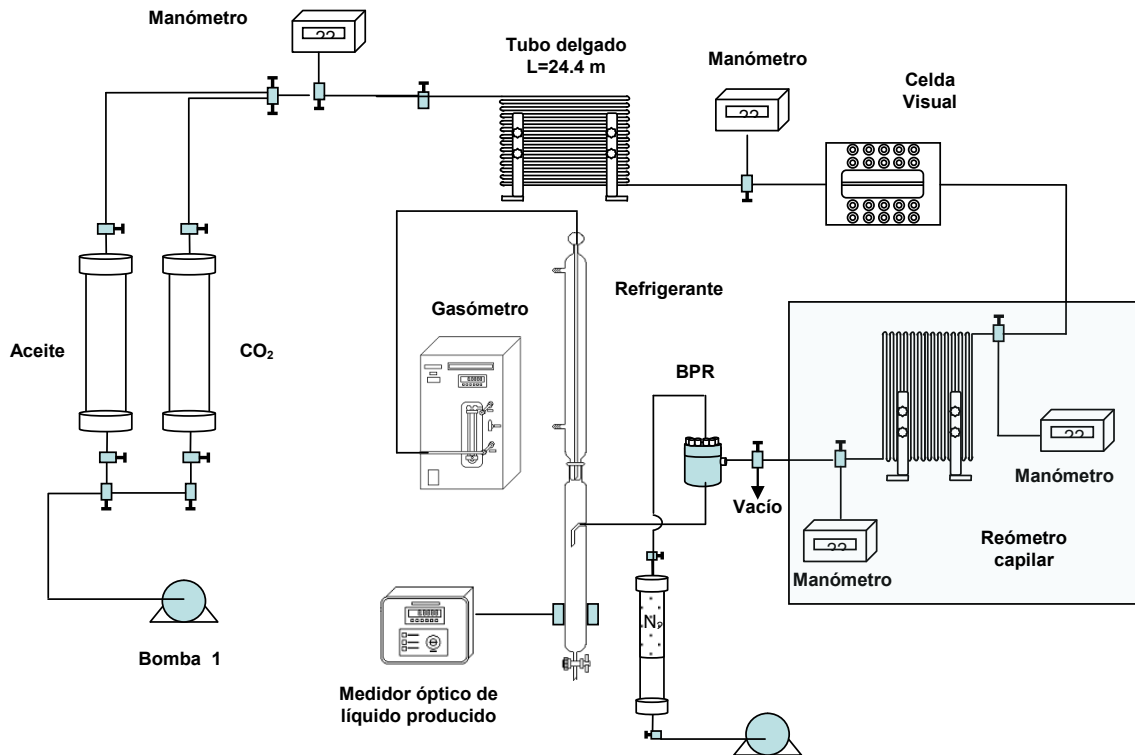 Manómetro
Tubo delgado
L=24.4 m
Manómetro
Celda
Visual
Refrigerante
Gasómetro
Aceite
CO₂
BPR
Manómetro
Vacío
Manómetro
Reómetro
capilar
N₂
Bomba 1
Medidor óptico de
líquido producido